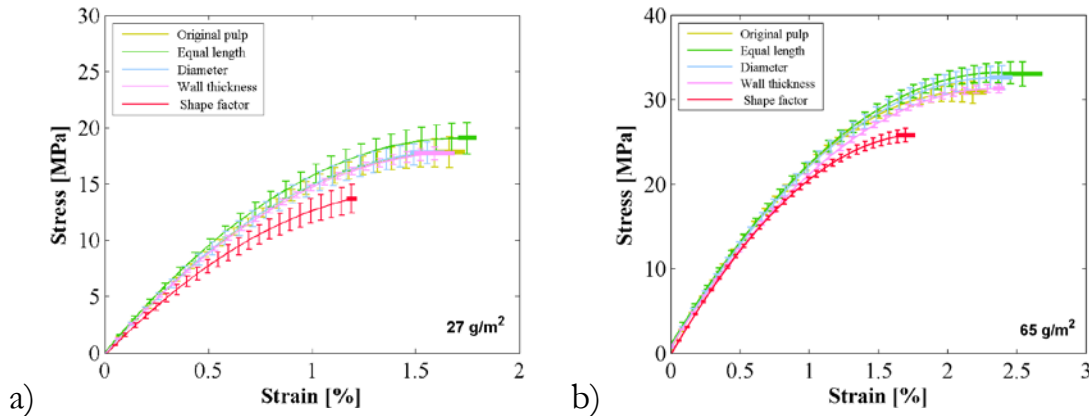 30
25
20
15
10
5
0
Stress [MPa]
Original pulp
Equal length
Diameter
Wall thickness
Shape factor
27 g/m²
0 0.5 1 1.5 2
Strain [%]
a)
40
30
20
10
0
Stress [MPa]
Original pulp
Equal length
Diameter
Wall thickness
Shape factor
65 g/m²
0 0.5 1 1.5 2 2.5 3
Strain [%]
b)